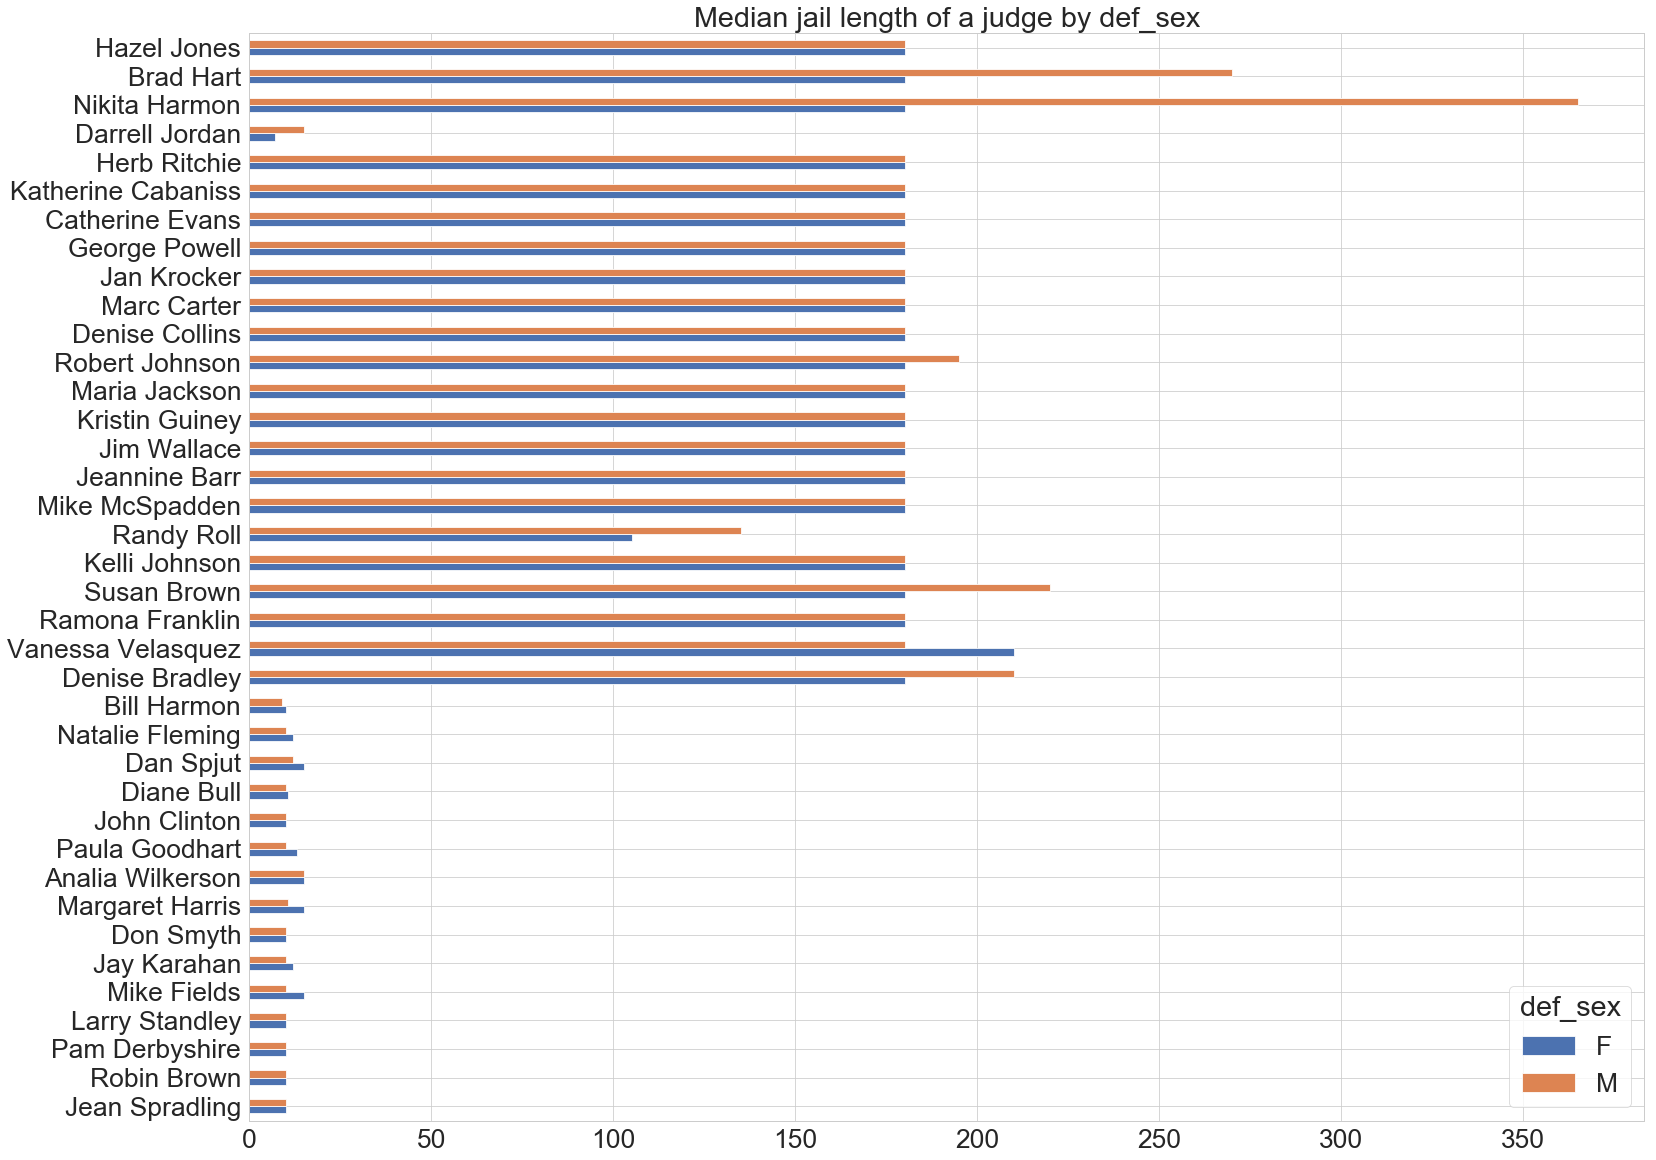 Median jail length of a judge by def_sex
Hazel Jones
Brad Hart
Nikita Harmon
Darrell Jordan
Herb Ritchie
Katherine Cabaniss
Catherine Evans
George Powell
Jan Krocker
Marc Carter
Denise Collins
Robert Johnson
Maria Jackson
Kristin Guiney
Jim Wallace
Jeannine Barr
Mike McSpadden
Randy Roll
Kelli Johnson
Susan Brown
Ramona Franklin
Vanessa Velasquez
Denise Bradley
Bill Harmon
Natalie Fleming
Dan Spjut
Diane Bull
John Clinton
Paula Goodhart
Analia Wilkerson
Margaret Harris
Don Smyth
Jay Karahan
Mike Fields
Larry Standley
Pam Derbyshire
Robin Brown
Jean Spradling
def_sex
F
M
0 50 100 150 200 250 300 350